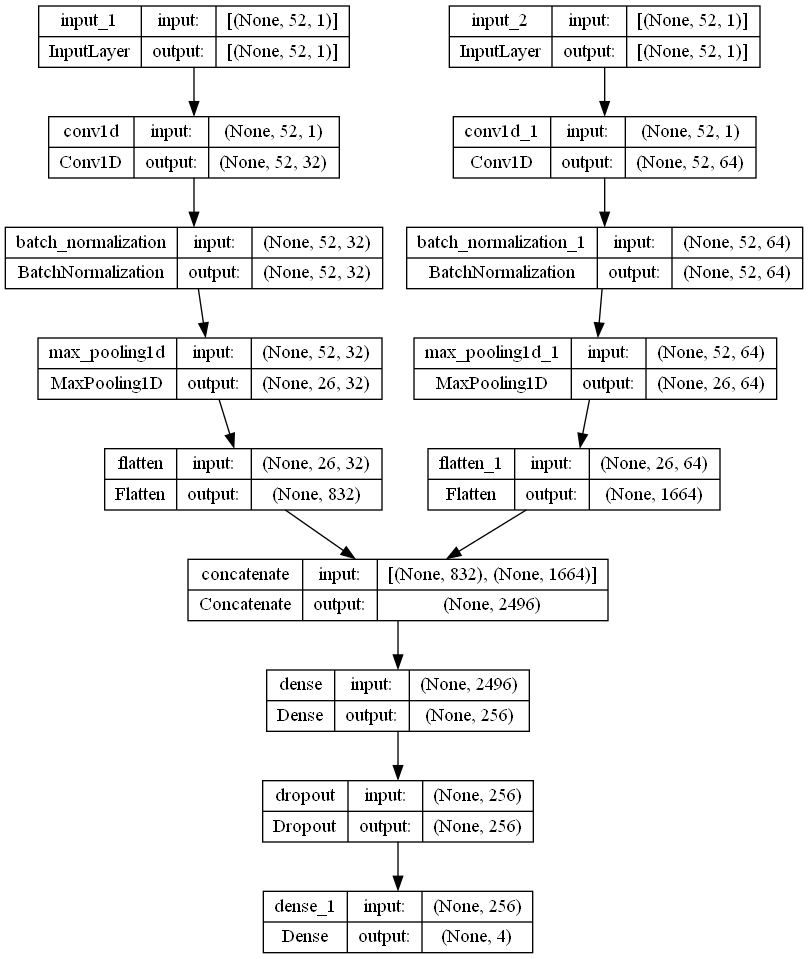 input_1 input: [(None, 52, 1)]
InputLayer output: [(None, 52, 1)]
input_2 input: [(None, 52, 1)]
InputLayer output: [(None, 52, 1)]
conv1d input: (None, 52, 1)
Conv1D output: (None, 52, 32)
conv1d_1 input: (None, 52, 1)
Conv1D output: (None, 52, 64)
batch_normalization input: (None, 52, 32)
BatchNormalization output: (None, 52, 32)
batch_normalization_1 input: (None, 52, 64)
BatchNormalization output: (None, 52, 64)
max_pooling1d input: (None, 52, 32)
MaxPooling1D output: (None, 26, 32)
max_pooling1d_1 input: (None, 52, 64)
MaxPooling1D output: (None, 26, 64)
flatten input: (None, 26, 32)
Flatten output: (None, 832)
flatten_1 input: (None, 26, 64)
Flatten output: (None, 1664)
concatenate input: [(None, 832), (None, 1664)]
Concatenate output: (None, 2496)
dense input: (None, 2496)
Dense output: (None, 256)
dropout input: (None, 256)
Dropout output: (None, 256)
dense_1 input: (None, 256)
Dense output: (None, 4)